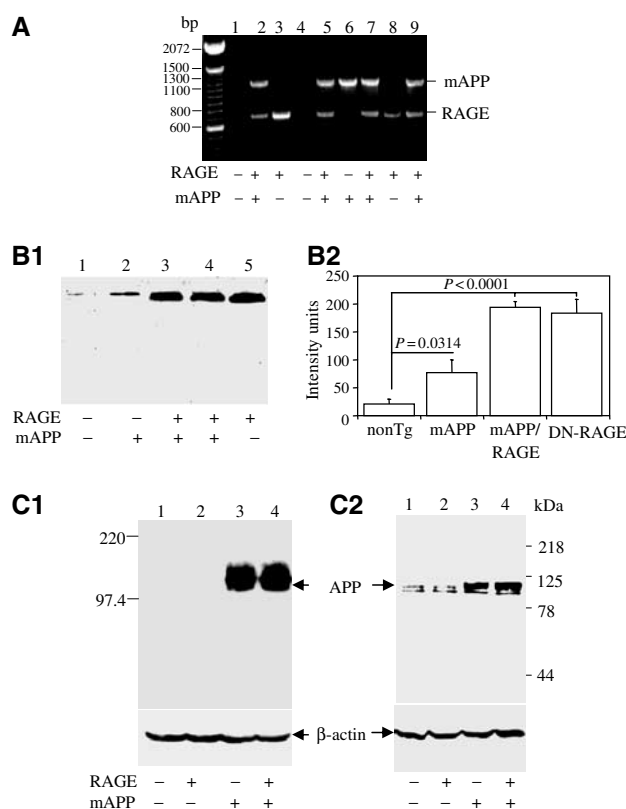 A
bp 1 2 3 4 5 6 7 8 9
2072
1500
1300
1100
800
600
mAPP
RAGE
RAGE – + + – + – + + +
mAPP – + – – + + + – +
B1
1 2 3 4 5
RAGE – – + + +
mAPP – + + + –
B2
Intensity units
250
200
150
100
50
0
P < 0.0001
P = 0.0314
nonTg mAPP mAPP/RAGE DN-RAGE
C1
1 2 3 4
220
97.4
APP
β-actin
RAGE – + – +
mAPP – – + +
C2
1 2 3 4 kDa
218
125
78
44
– + – +
– – + +